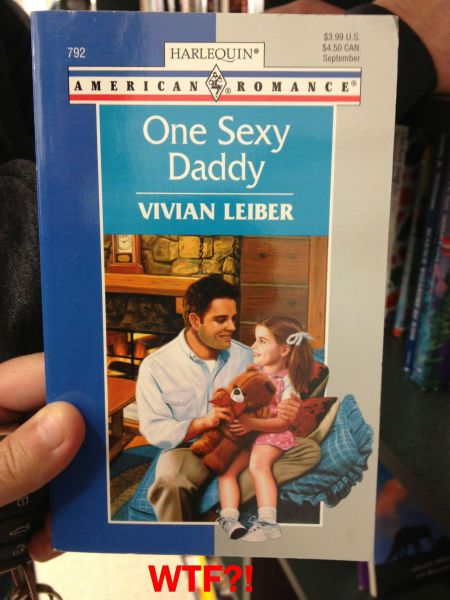 792
HARLEQUIN®
$3.99 U.S.
$4.50 CAN.
September
AMERICAN ® ROMANCE®
One Sexy
Daddy
VIVIAN LEIBER
WTF?!